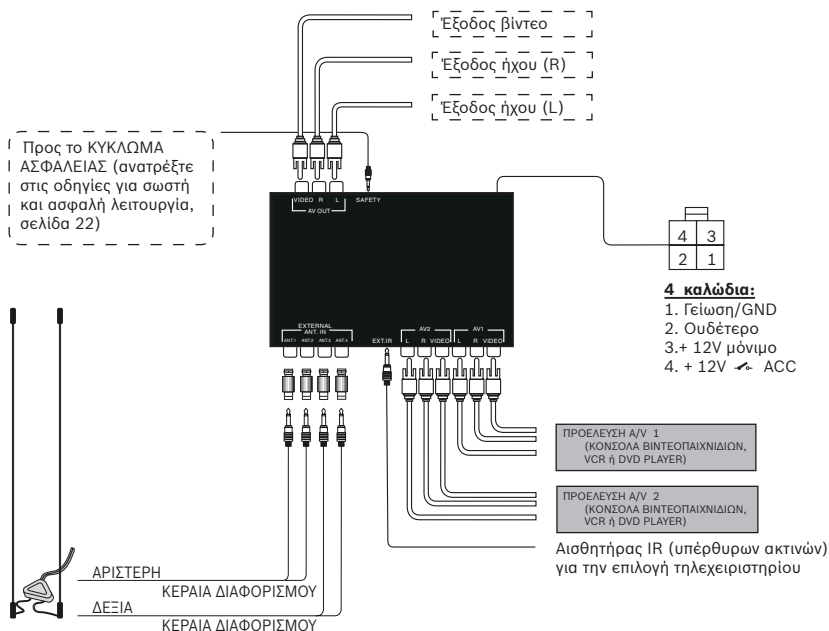 Έξοδος βίντεο
Έξοδος ήχου (R)
Έξοδος ήχου (L)
Προς το ΚΥΚΛΩΜΑ
ΑΣΦΑΛΕΙΑΣ (ανατρέξτε
στις οδηγίες για σωστή
και ασφαλή λειτουργία,
σελίδα 22)
VIDEO R L SAFETY
AV OUT
4 3
2 1
4 καλώδια:
1. Γείωση/GND
2. Ουδέτερο
3.+ 12V μόνιμο
4. + 12V ACC
EXTERNAL
ANT. IN
ANT.1 ANT.2 ANT.3 ANT.4
EXT.IR
AV2 AV1
L R VIDEO L R VIDEO
ΠΡΟΕΛΕΥΣΗ A/V 1
(ΚΟΝΣΟΛΑ ΒΙΝΤΕΟΠΑΙΧΝΙΔΙΩΝ,
VCR ή DVD PLAYER)
ΠΡΟΕΛΕΥΣΗ A/V 2
(ΚΟΝΣΟΛΑ ΒΙΝΤΕΟΠΑΙΧΝΙΔΙΩΝ,
VCR ή DVD PLAYER)
Αισθητήρας IR (υπέρθυρων ακτινών)
για την επιλογή τηλεχειριστηρίου
ΑΡΙΣΤΕΡΗ
ΚΕΡΑΙΑ ΔΙΑΦΟΡΙΣΜΟΥ
ΔΕΞΙΑ
ΚΕΡΑΙΑ ΔΙΑΦΟΡΙΣΜΟΥ